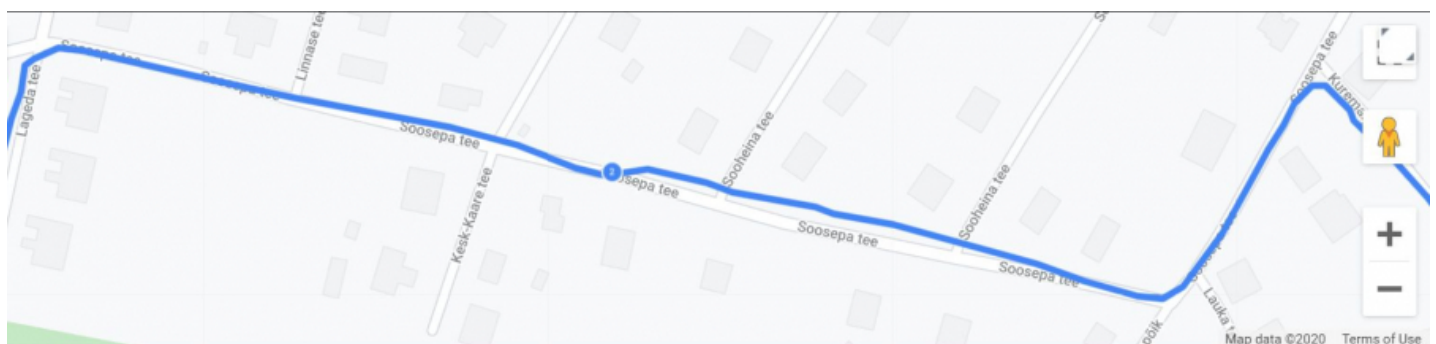 Soosepa tee
Linnase tee
Soosepa tee
Lageda tee
Soosepa tee
Kesk-Kaare tee
2
Sooheina tee
Soosepa tee
Sooheina tee
Soosepa tee
Soosepa tee
Soosepa tee
Lauka t
Map data ©2020 Terms of Use